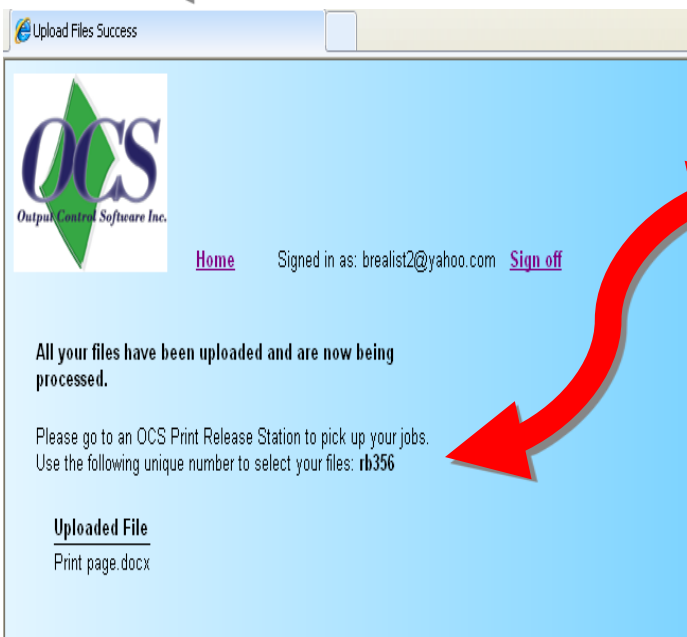 Upload Files Success
OCS
Output Control Software Inc.
Home Signed in as: brealist2@yahoo.com Sign off
All your files have been uploaded and are now being
processed.
Please go to an OCS Print Release Station to pick up your jobs.
Use the following unique number to select your files: rb356
Uploaded File
Print page.docx